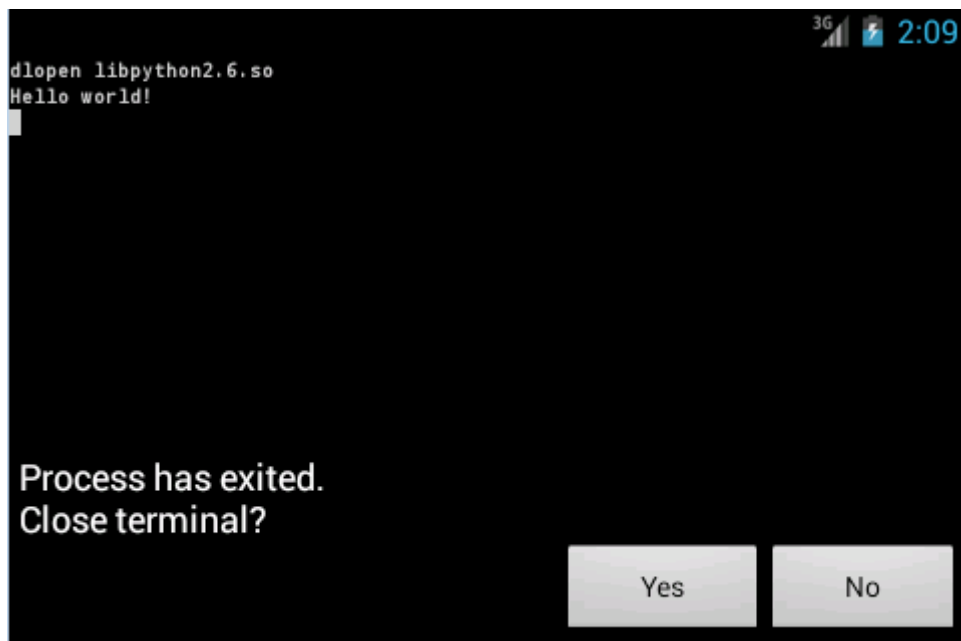 3G 2:09
dlopen libpython2.6.so
Hello world!
Process has exited.
Close terminal?
Yes No